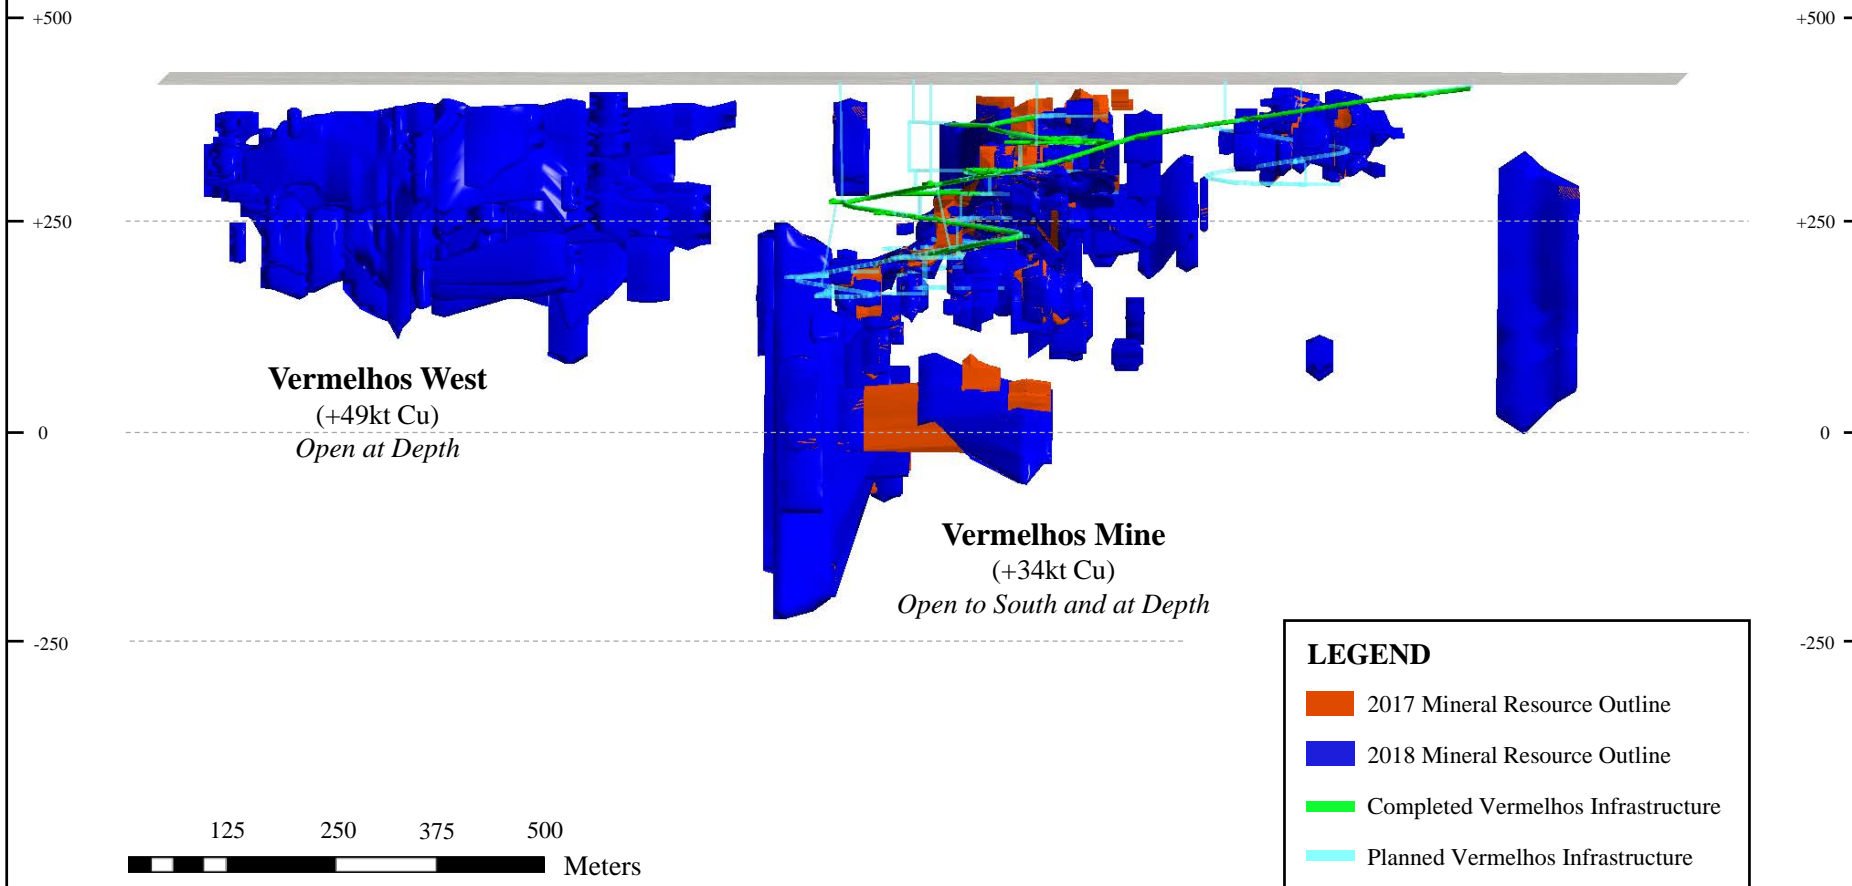 +500
+500
+250
+250
Vermelhos West
(+49kt Cu)
Open at Depth
0
0
Vermelhos Mine
(+34kt Cu)
Open to South and at Depth
-250
-250
LEGEND
2017 Mineral Resource Outline
2018 Mineral Resource Outline
Completed Vermelhos Infrastructure
Planned Vermelhos Infrastructure
125 250 375 500
Meters